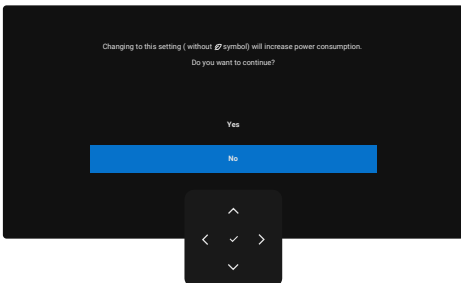 Changing to this setting ( without symbol) will increase power consumption.
Do you want to continue?
Yes
No